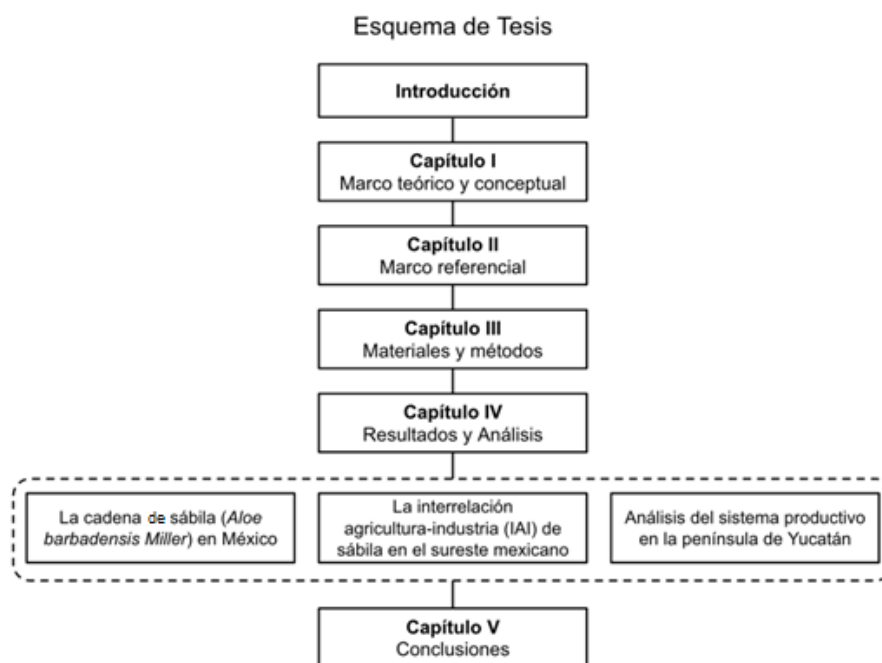 Esquema de Tesis
Introducción
Capítulo I
Marco teórico y conceptual
Capítulo II
Marco referencial
Capítulo III
Materiales y métodos
Capítulo IV
Resultados y Análisis
La cadena de sábila (Aloe
barbadensis Miller) en México
La interrelación
agricultura-industria (IAI) de
sábila en el sureste mexicano
Análisis del sistema productivo
en la península de Yucatán
Capítulo V
Conclusiones